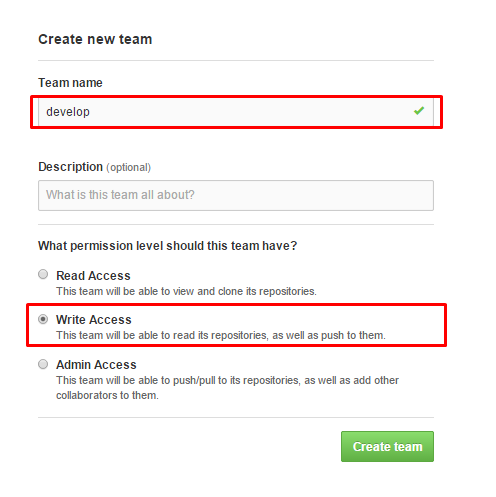 Create new team
Team name
develop
Description (optional)
What is this team all about?
What permission level should this team have?
Read Access
This team will be able to view and clone its repositories.
Write Access
This team will be able to read its repositories, as well as push to them.
Admin Access
This team will be able to push/pull to its repositories, as well as add other
collaborators to them.
Create team